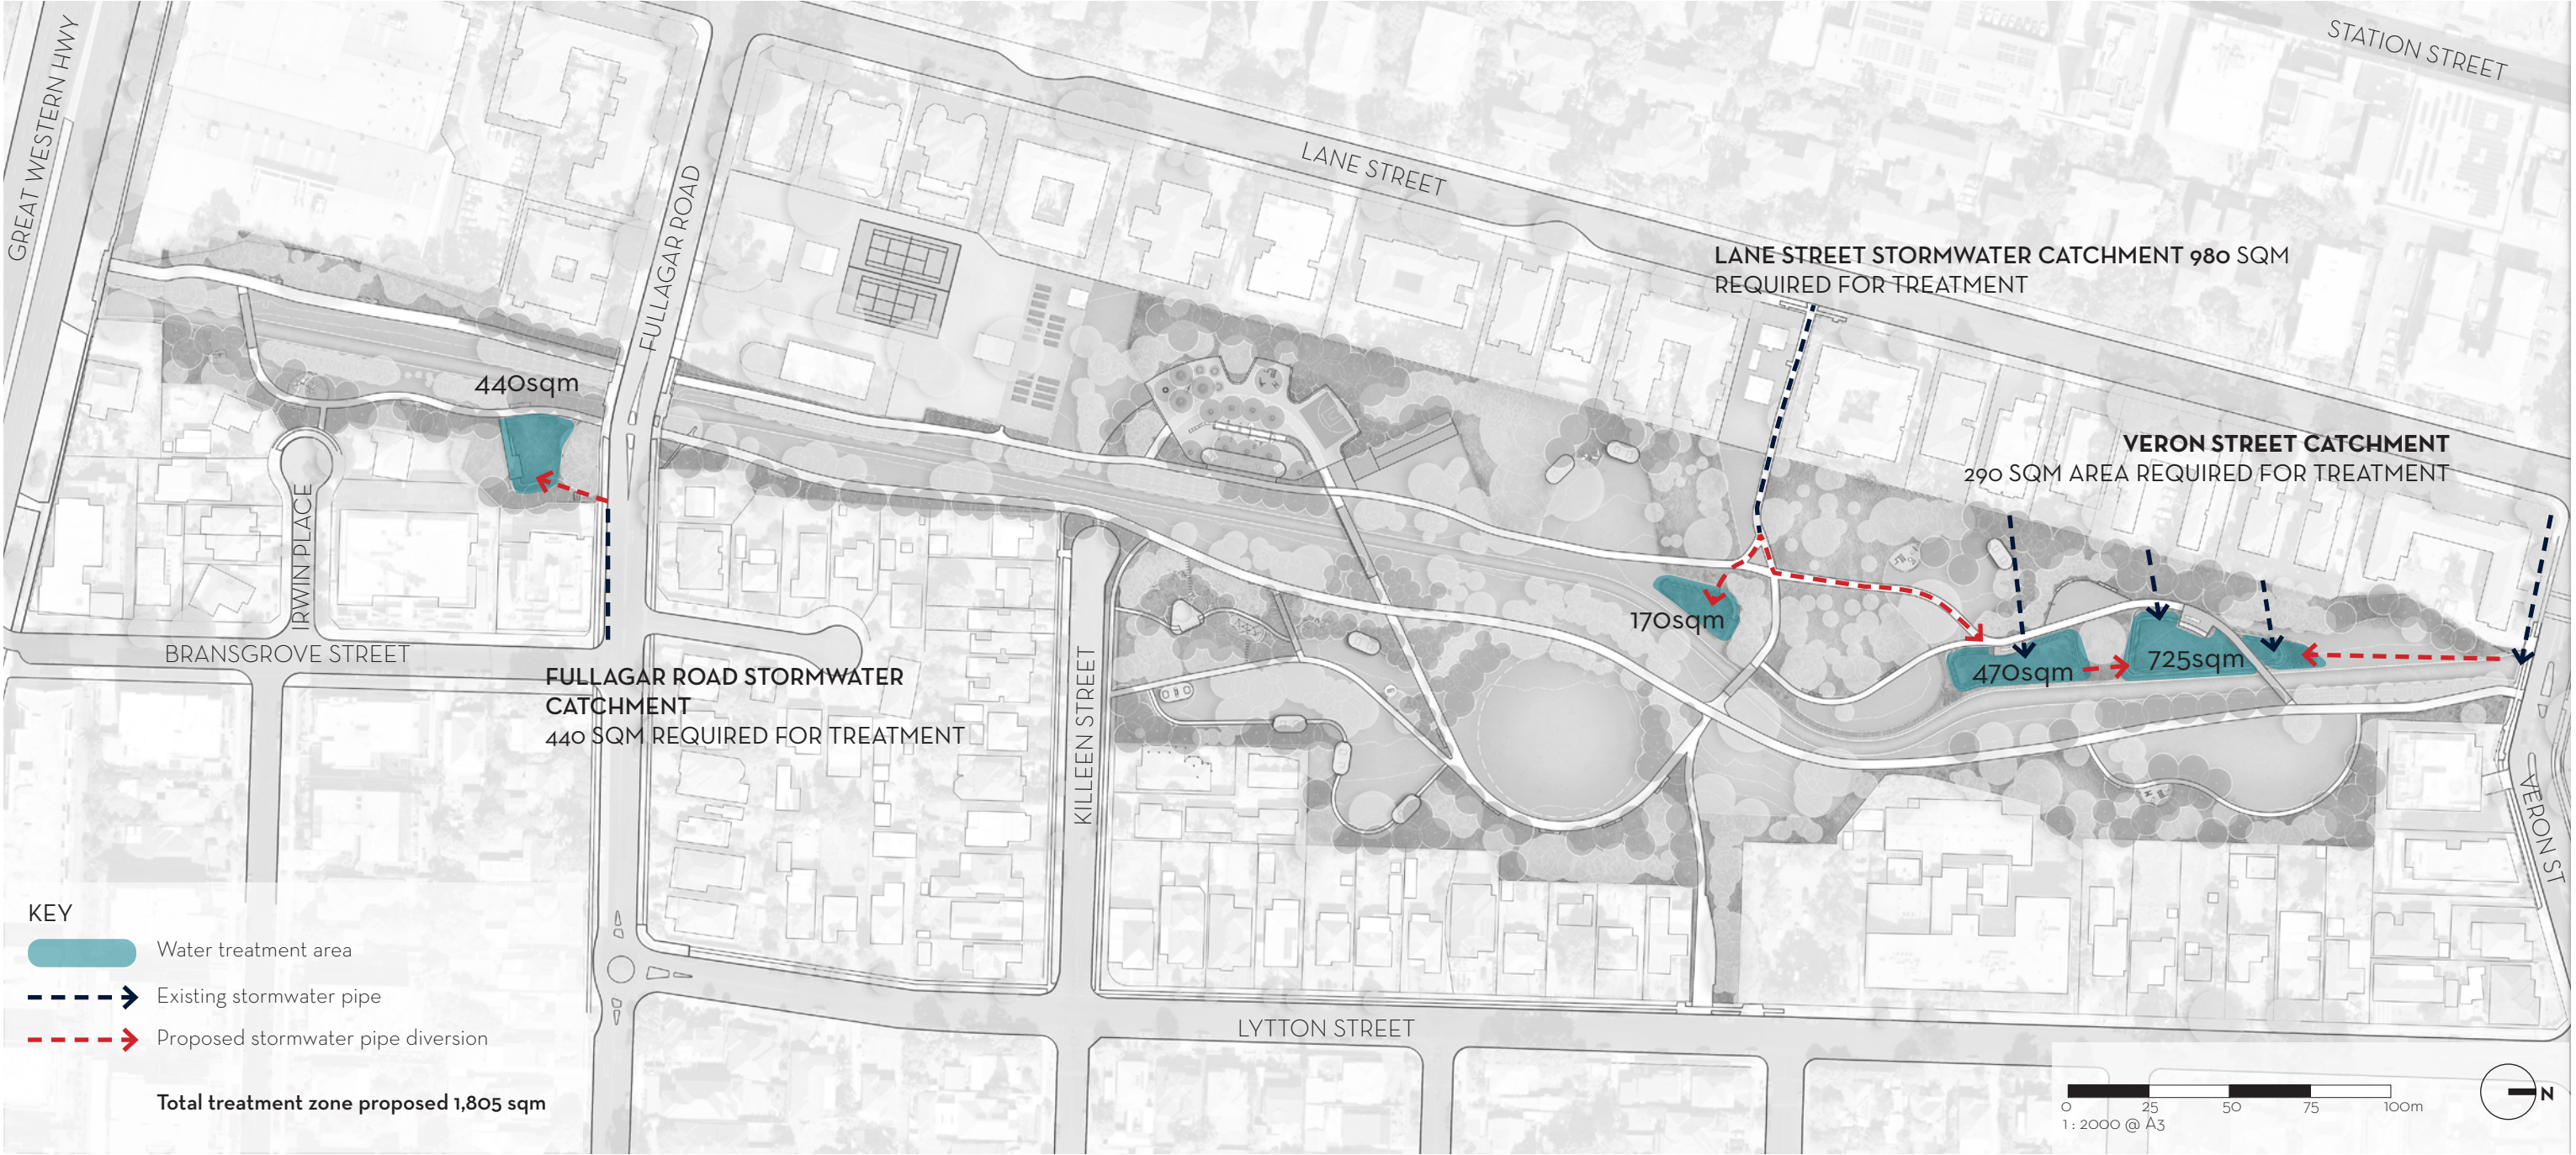 STATION STREET
GREAT WESTERN HWY
LANE STREET
FULLAGAR ROAD
LANE STREET STORMWATER CATCHMENT 980 SQM
REQUIRED FOR TREATMENT
440sqm
VERON STREET CATCHMENT
290 SQM AREA REQUIRED FOR TREATMENT
IRWIN PLACE
170sqm
BRANSGROVE STREET
470sqm
725sqm
FULLAGAR ROAD STORMWATER
CATCHMENT
440 SQM REQUIRED FOR TREATMENT
KILLEEN STREET
VERON ST
KEY
Water treatment area
Existing stormwater pipe
Proposed stormwater pipe diversion
Total treatment zone proposed 1,805 sqm
LYTTON STREET
0 25 50 75 100m
1 : 2000 @ A3
N